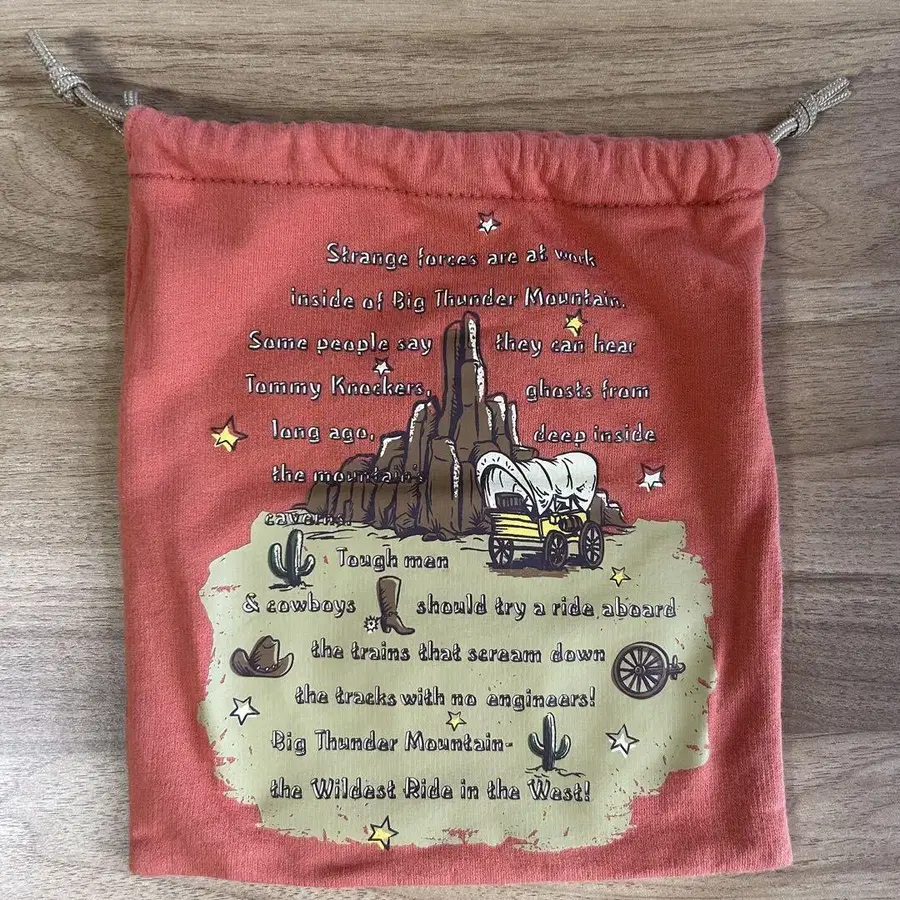 Strange forces are at work
inside of Big Thunder Mountain.
Some people say they can hear
Tommy Knockers, ghosts from
long ago, deep inside
the mountain's
caverns.
Tough men
& cowboys should try a ride aboard
the trains that scream down
the tracks with no engineers!
Big Thunder Mountain-
the Wildest Ride in the West!